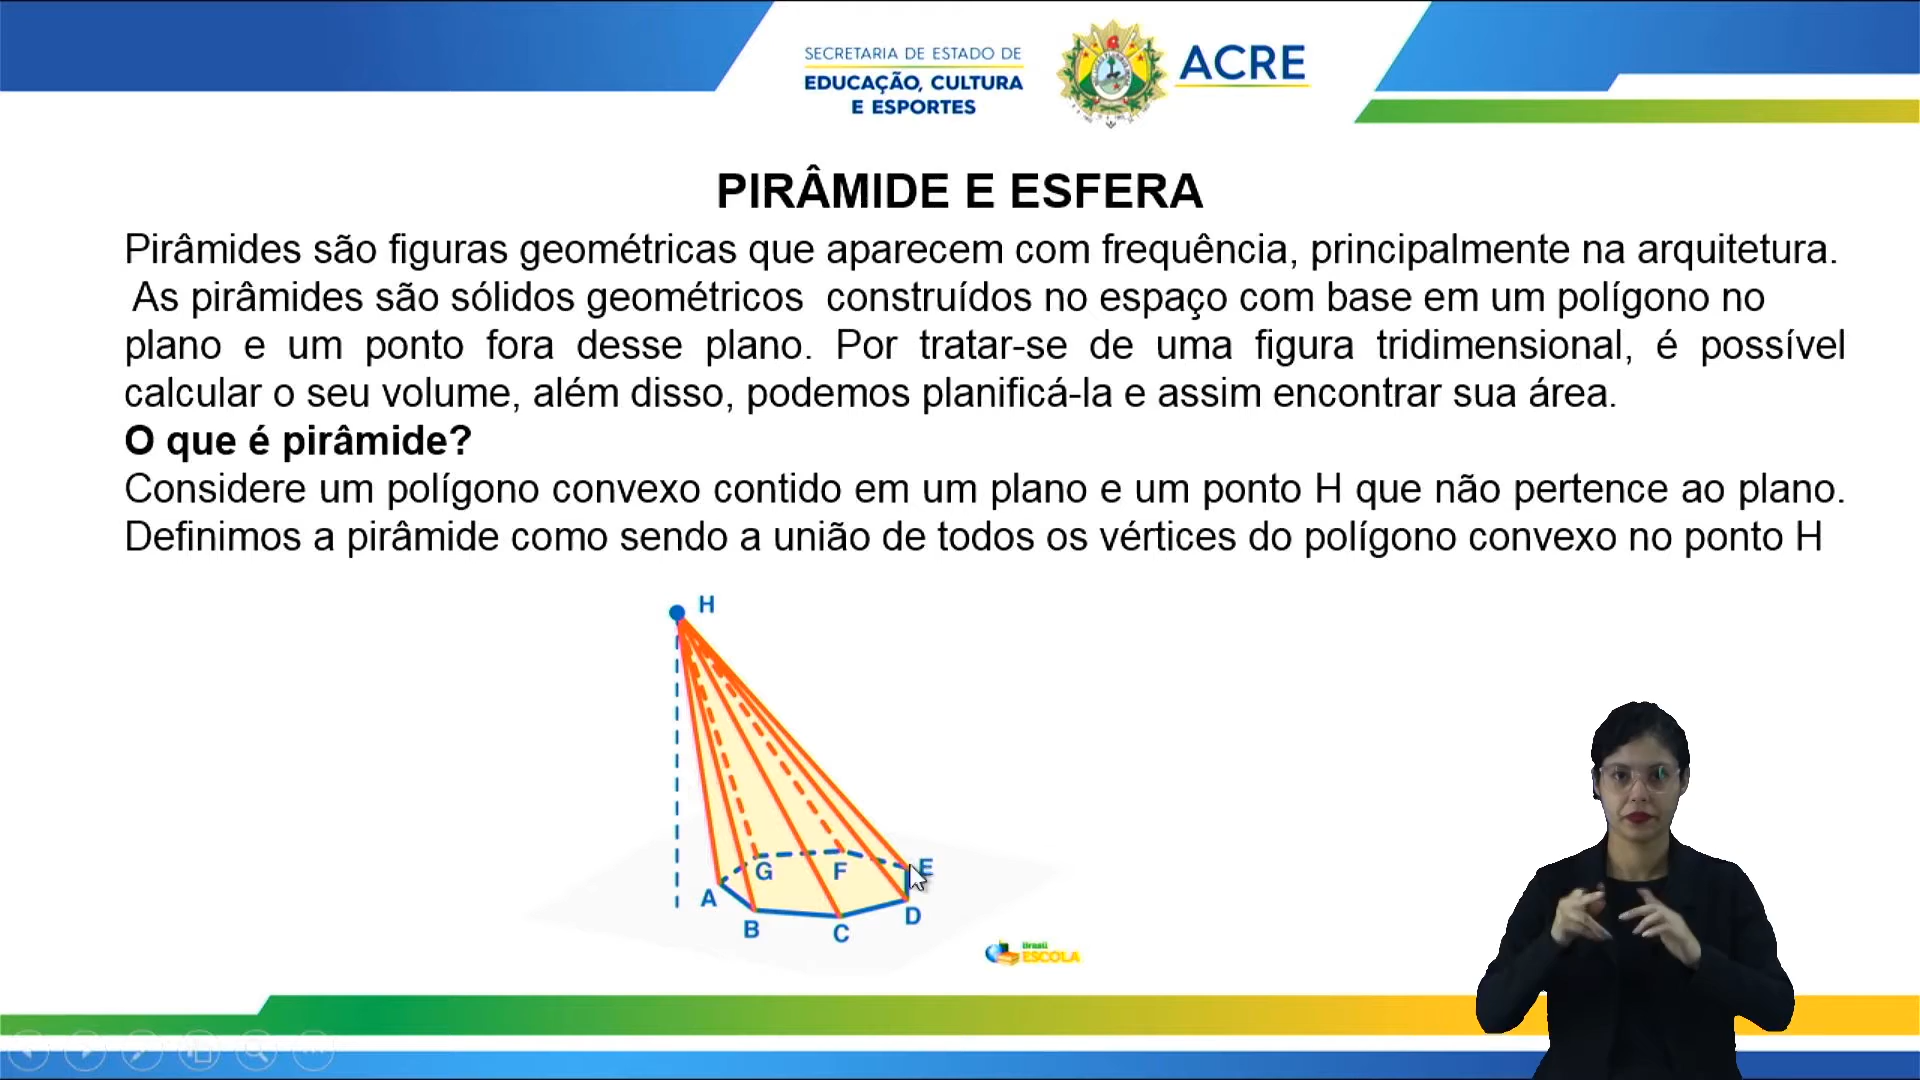 SECRETARIA DE ESTADO DE
EDUCAÇÃO, CULTURA
E ESPORTES
ACRE
PIRÂMIDE E ESFERA
Pirâmides são figuras geométricas que aparecem com frequência, principalmente na arquitetura.
As pirâmides são sólidos geométricos construídos no espaço com base em um polígono no
plano e um ponto fora desse plano. Por tratar-se de uma figura tridimensional, é possível
calcular o seu volume, além disso, podemos planificá-la e assim encontrar sua área.
O que é pirâmide?
Considere um polígono convexo contido em um plano e um ponto H que não pertence ao plano.
Definimos a pirâmide como sendo a união de todos os vértices do polígono convexo no ponto H
H
G
F
E
A
B
C
D
Brasil
ESCOLA